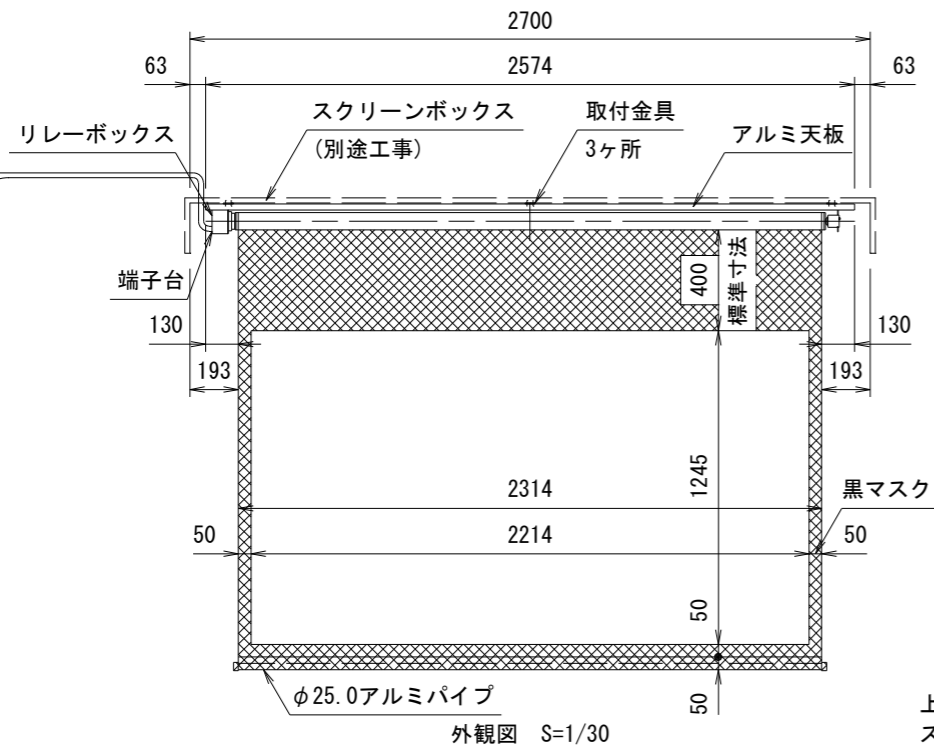 2700
63
2574
63
リレーボックス
スクリーンボックス
(別途工事)
取付金具
3ヶ所
アルミ天板
端子台
400
標準寸法
130
130
193
193
1245
2314
黒マスク
50
2214
50
50
φ25.0アルミパイプ
50
外観図 S=1/30
上
ス